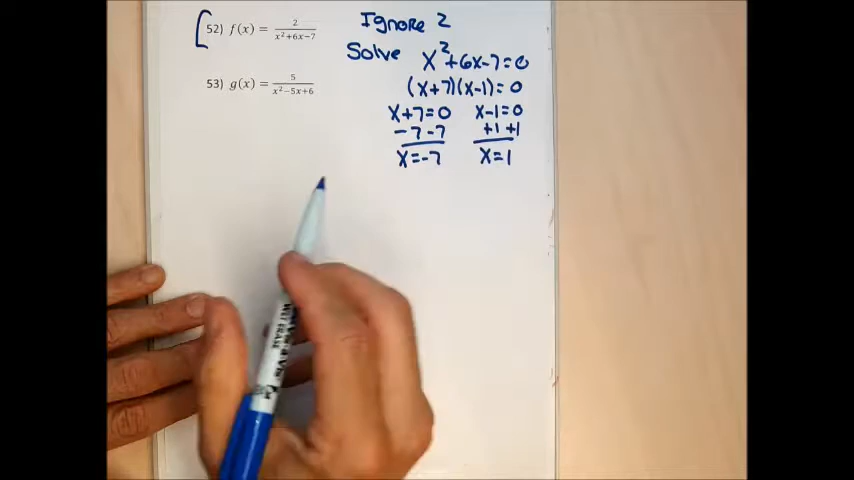 52) f(x) = 2/(x²+6x−7)
53) g(x) = 5/(x²−5x+6)
Ignore 2
Solve x²+6x-7=0
(x+7)(x-1)=0
x+7=0 x-1=0
-7 -7 +1 +1
x=-7 x=1